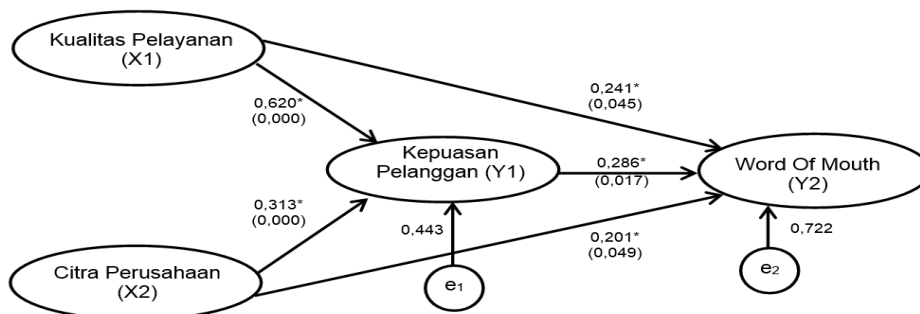 Kualitas Pelayanan
(X1)
0,241*
(0,045)
0,620*
(0,000)
Kepuasan
Pelanggan (Y1)
0,286*
(0,017)
Word Of Mouth
(Y2)
0,313*
(0,000)
0,443
0,201*
(0,049)
0,722
Citra Perusahaan
(X2)
e1
e2